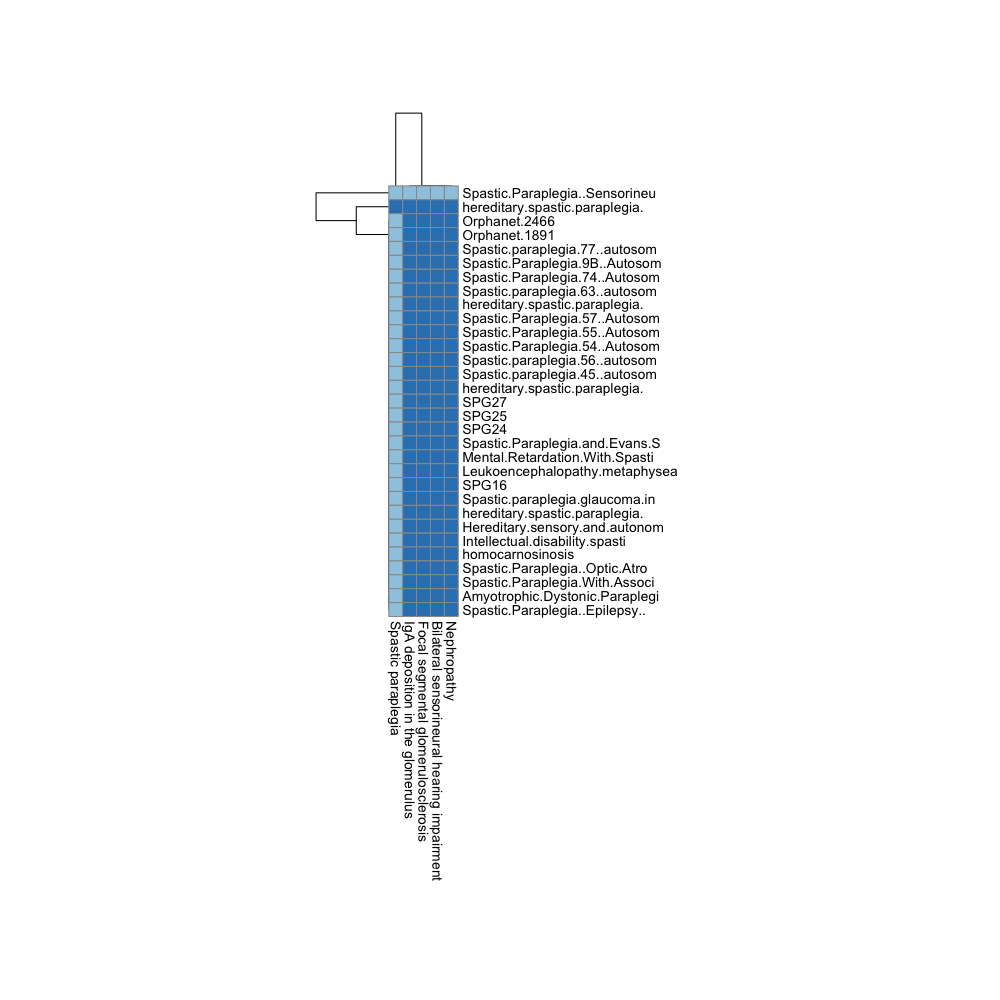 Spastic.Paraplegia..Sensorineu
hereditary.spastic.paraplegia.
Orphanet.2466
Orphanet.1891
Spastic.paraplegia.77..autosom
Spastic.Paraplegia.9B..Autosom
Spastic.Paraplegia.74..Autosom
Spastic.paraplegia.63..autosom
hereditary.spastic.paraplegia.
Spastic.Paraplegia.57..Autosom
Spastic.Paraplegia.55..Autosom
Spastic.Paraplegia.54..Autosom
Spastic.paraplegia.56..autosom
Spastic.paraplegia.45..autosom
hereditary.spastic.paraplegia.
SPG27
SPG25
SPG24
Spastic.Paraplegia.and.Evans.S
Mental.Retardation.With.Spasti
Leukoencephalopathy.metaphysea
SPG16
Spastic.paraplegia.glaucoma.in
hereditary.spastic.paraplegia.
Hereditary.sensory.and.autonom
Intellectual.disability.spasti
homocarnosinosis
Spastic.Paraplegia..Optic.Atro
Spastic.Paraplegia.With.Associ
Amyotrophic.Dystonic.Paraplegi
Spastic.Paraplegia..Epilepsy..
Spastic paraplegia
IgA deposition in the glomerulus
Focal segmental glomerulosclerosis
Bilateral sensorineural hearing impairment
Nephropathy